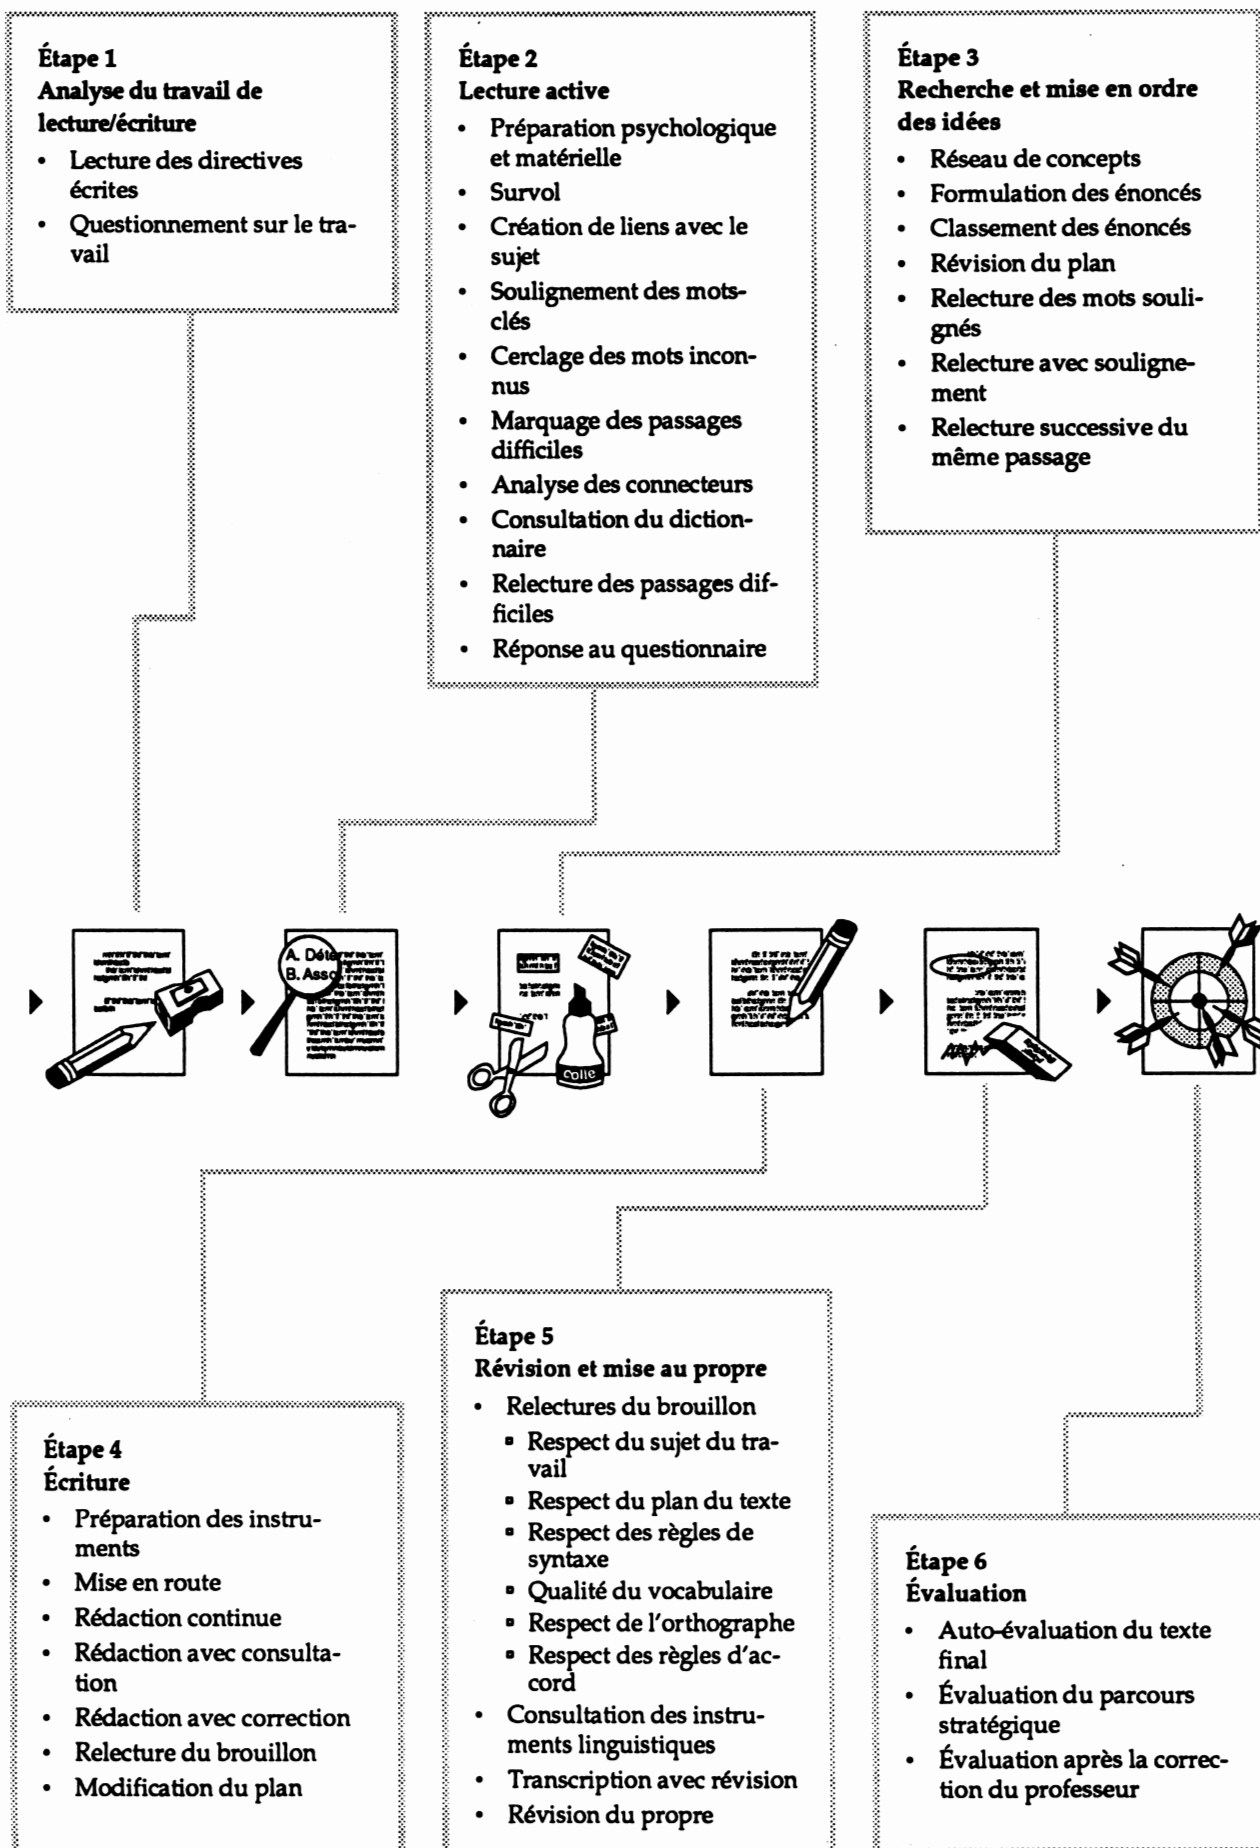 Étape 1
Analyse du travail de
lecture/écriture
• Lecture des directives
écrites
• Questionnement sur le tra-
vail
Étape 2
Lecture active
• Préparation psychologique
et matérielle
• Survol
• Création de liens avec le
sujet
• Soulignement des mots-
clés
• Cerclage des mots incon-
nus
• Marquage des passages
difficiles
• Analyse des connecteurs
• Consultation du diction-
naire
• Relecture des passages dif-
ficiles
• Réponse au questionnaire
Étape 3
Recherche et mise en ordre
des idées
• Réseau de concepts
• Formulation des énoncés
• Classement des énoncés
• Révision du plan
• Relecture des mots souli-
gnés
• Relecture avec souligne-
ment
• Relecture successive du
même passage
A. Déte
B. Asso
colle
Étape 4
Écriture
• Préparation des instru-
ments
• Mise en route
• Rédaction continue
• Rédaction avec consulta-
tion
• Rédaction avec correction
• Relecture du brouillon
• Modification du plan
Étape 5
Révision et mise au propre
• Relectures du brouillon
▫ Respect du sujet du tra-
vail
▫ Respect du plan du texte
▫ Respect des règles de
syntaxe
▫ Qualité du vocabulaire
▫ Respect de l'orthographe
▫ Respect des règles d'ac-
cord
• Consultation des instru-
ments linguistiques
• Transcription avec révision
• Révision du propre
Étape 6
Évaluation
• Auto-évaluation du texte
final
• Évaluation du parcours
stratégique
• Évaluation après la correc-
tion du professeur